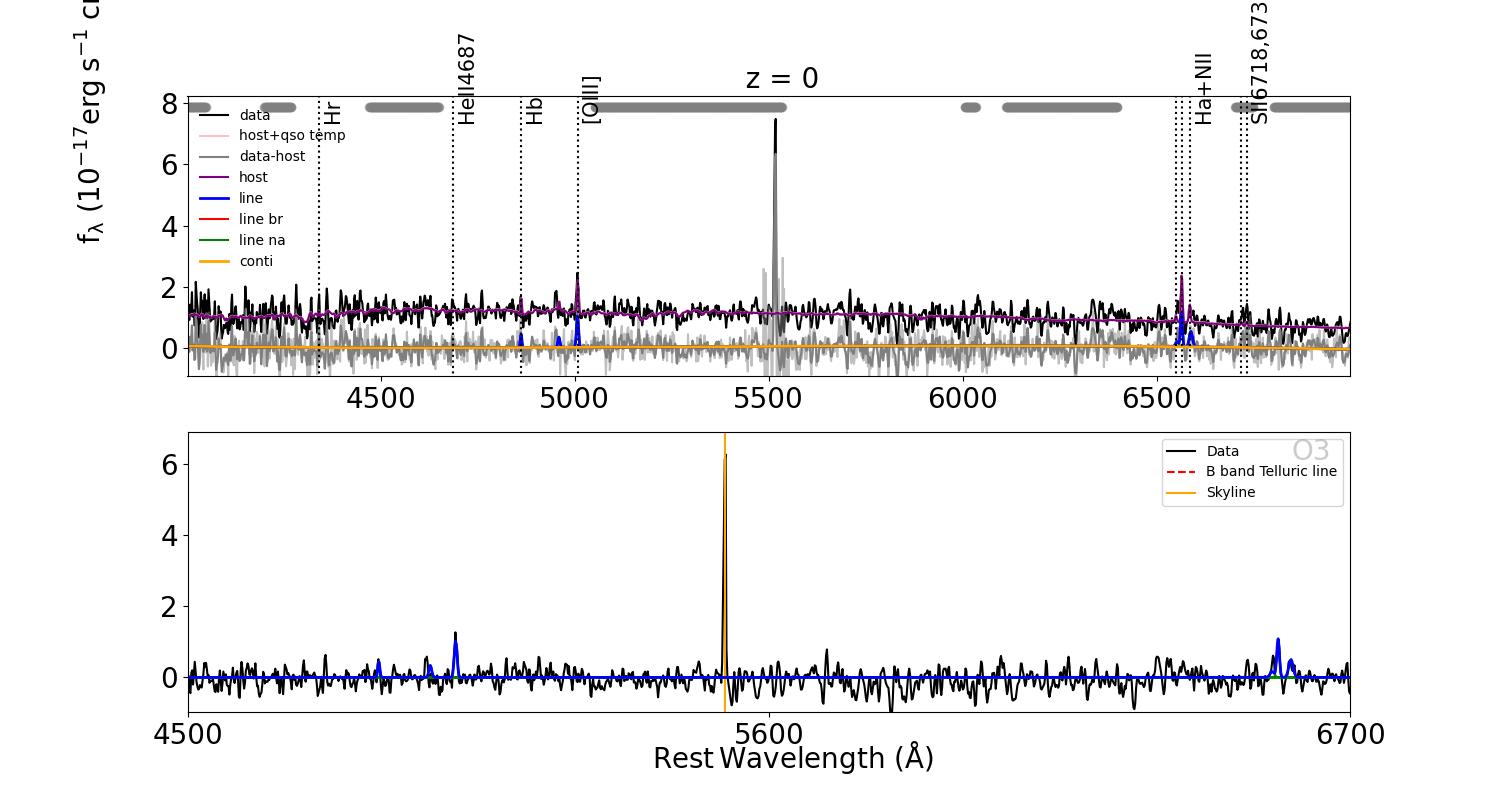 z = 0
fλ (10⁻¹⁷erg s⁻¹ c
Hr
HeII4687
Hb
[OIII]
Ha+NII
SII6718,673
data
host+qso temp
data-host
host
line
line br
line na
conti
8
6
4
2
0
4500 5000 5500 6000 6500
O3
Data
B band Telluric line
Skyline
6
4
2
0
4500 5600 6700
Rest Wavelength (Å)